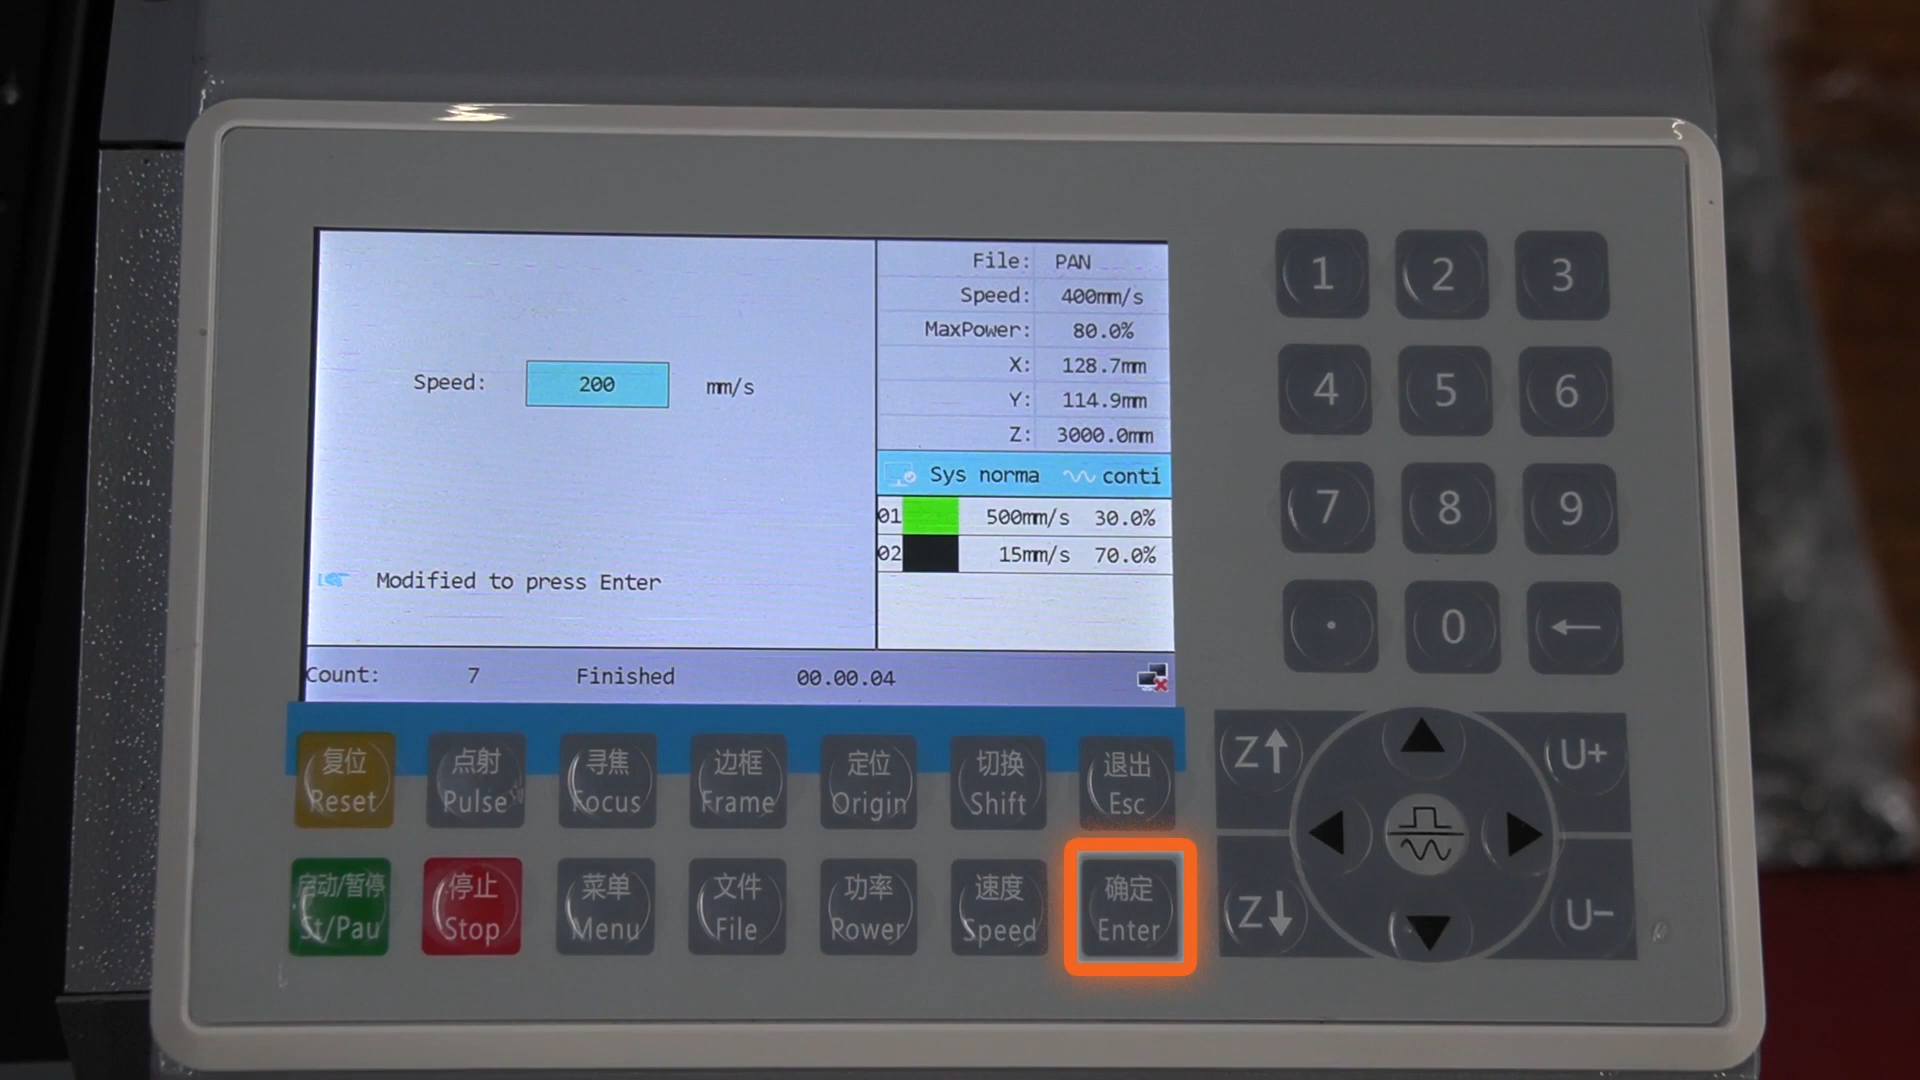 File: PAN
Speed: 400mm/s
MaxPower: 80.0%
X: 128.7mm
Y: 114.9mm
Z: 3000.0mm
Speed: 200 mm/s
Sys norma conti
01 500mm/s 30.0%
02 15mm/s 70.0%
Modified to press Enter
Count: 7 Finished 00.00.04
复位 点射 寻焦 边框 定位 切换 退出
Reset Pulse Focus Frame Origin Shift Esc
启动/暂停 停止 菜单 文件 功率 速度 确定
St/Pau Stop Menu File Power Speed Enter
1 2 3
4 5 6
7 8 9
. 0 ←
Z↑ U+
Z↓ U-